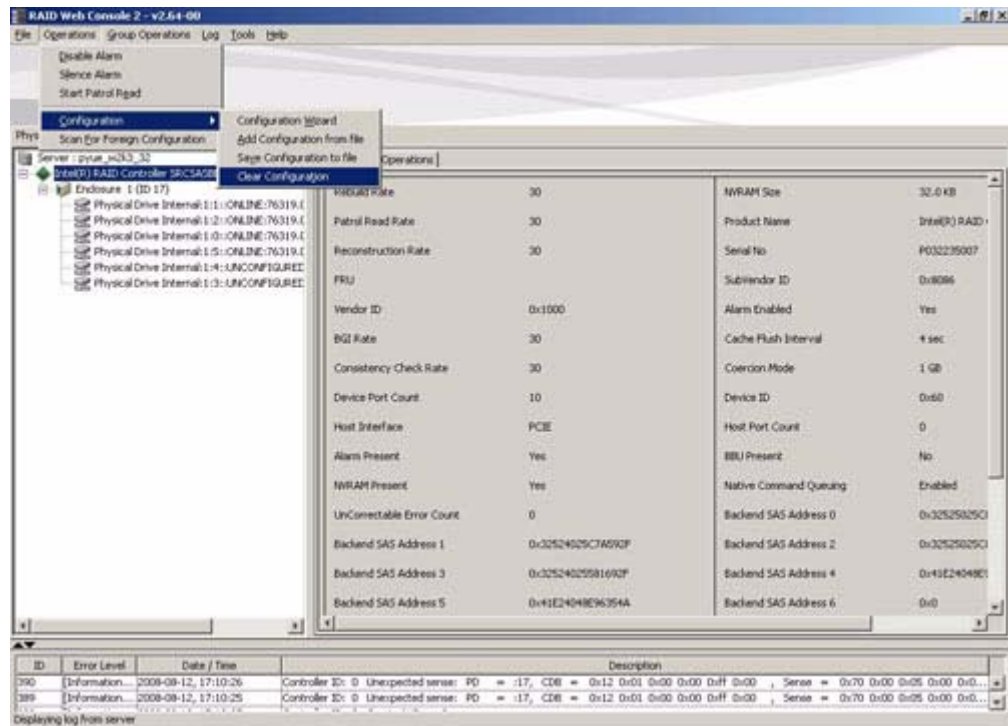 RAID Web Console 2 - v2.64-00
File Operations Group Operations Log Tools Help
Disable Alarm
Silence Alarm
Start Patrol Read
Configuration
Scan For Foreign Configuration
Configuration Wizard
Add Configuration from file
Save Configuration to file
Clear Configuration
Phys
Operations
Server : pyue_w2k3_32
Intel(R) RAID Controller SRCSASB
Enclosure 1 (ID 17)
Physical Drive Internal:1:1::ONLINE:76319.
Physical Drive Internal:1:2::ONLINE:76319.
Physical Drive Internal:1:0::ONLINE:76319.
Physical Drive Internal:1:5::ONLINE:76319.
Physical Drive Internal:1:4::UNCONFIGURED
Physical Drive Internal:1:3::UNCONFIGURED
Rebuild Rate 30 NVRAM Size 32.0 KB
Patrol Read Rate 30 Product Name Intel(R) RAID
Reconstruction Rate 30 Serial No P032235007
FRU SubVendor ID 0x8086
Vendor ID 0x1000 Alarm Enabled Yes
BGI Rate 30 Cache Flush Interval 4 sec
Consistency Check Rate 30 Coercion Mode 1 GB
Device Port Count 10 Device ID 0x60
Host Interface PCIE Host Port Count 0
Alarm Present Yes BBU Present No
NVRAM Present Yes Native Command Queuing Enabled
UnCorrectable Error Count 0 Backend SAS Address 0
Backend SAS Address 1 Backend SAS Address 2
Backend SAS Address 3 Backend SAS Address 4
Backend SAS Address 5 0x41E24048E96354A Backend SAS Address 6 0x0
ID Error Level Date / Time Description
390 [Information... 2008-08-12, 17:10:26 Controller ID: 0 Unexpected sense: PD = :17, CDB = 0x12 0x01 0x00 0x00 0xff 0x00 , Sense = 0x70 0x00 0x05 0x00 0x0...
389 [Information... 2008-08-12, 17:10:25 Controller ID: 0 Unexpected sense: PD = :17, CDB = 0x12 0x01 0x00 0x00 0xff 0x00 , Sense = 0x70 0x00 0x05 0x00 0x0...
Displaying log from server